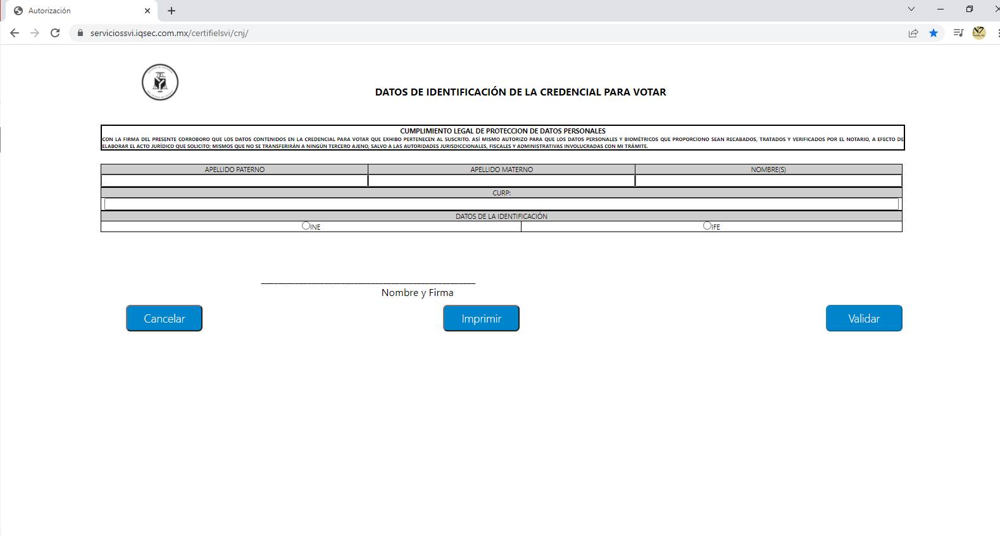 Autorización
serviciossvi.iqsec.com.mx/certifielsvi/cnj/
DATOS DE IDENTIFICACIÓN DE LA CREDENCIAL PARA VOTAR
CUMPLIMIENTO LEGAL DE PROTECCION DE DATOS PERSONALES
CON LA FIRMA DEL PRESENTE CORROBORO QUE LOS DATOS CONTENIDOS EN LA CREDENCIAL PARA VOTAR QUE EXHIBO PERTENECEN AL SUSCRITO. ASÍ MISMO AUTORIZO PARA QUE LOS DATOS PERSONALES Y BIOMÉTRICOS QUE PROPORCIONO SEAN RECABADOS, TRATADOS Y VERIFICADOS POR EL NOTARIO, A EFECTO DE
ELABORAR EL ACTO JURÍDICO QUE SOLICITO; MISMOS QUE NO SE TRANSFERIRÁN A NINGÚN TERCERO AJENO, SALVO A LAS AUTORIDADES JURISDICCIONALES, FISCALES Y ADMINISTRATIVAS INVOLUCRADAS CON MI TRÁMITE.
APELLIDO PATERNO APELLIDO MATERNO NOMBRE(S)
CURP:
DATOS DE LA IDENTIFICACIÓN
INE IFE
Nombre y Firma
Cancelar Imprimir Validar